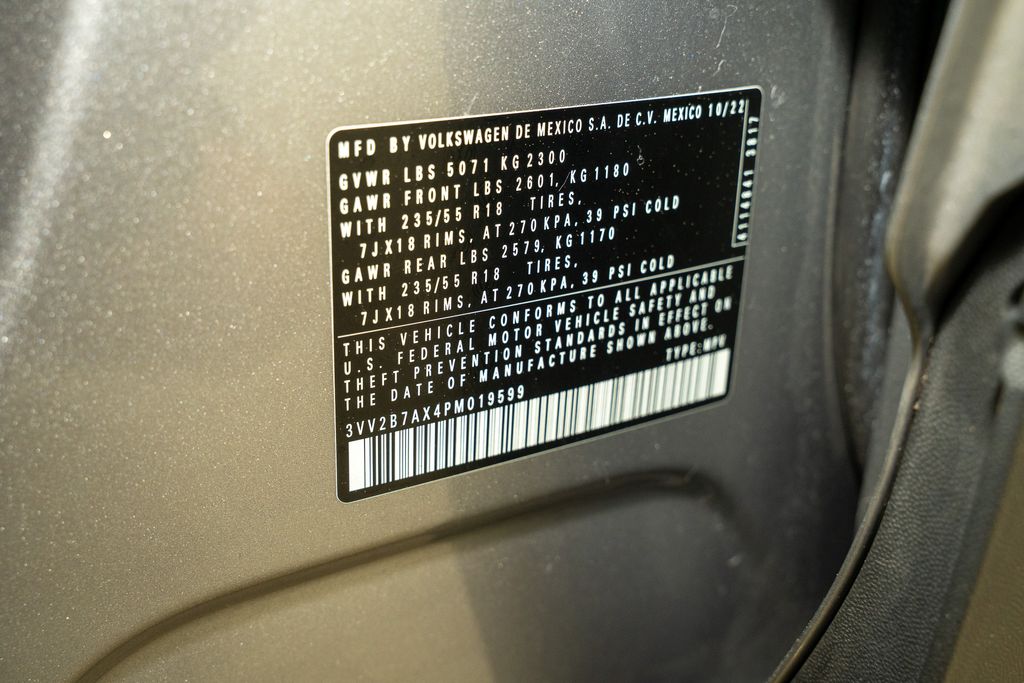 MFD BY VOLKSWAGEN DE MEXICO S.A. DE C.V. MEXICO 10/22
GVWR LBS 5071 KG 2300
GAWR FRONT LBS 2601, KG 1180
WITH 235/55 R18 TIRES,
7JX18 RIMS, AT 270 KPA, 39 PSI COLD
GAWR REAR LBS 2579, KG 1170
WITH 235/55 R18 TIRES,
7JX18 RIMS, AT 270 KPA, 39 PSI COLD
THIS VEHICLE CONFORMS TO ALL APPLICABLE
U.S. FEDERAL MOTOR VEHICLE SAFETY AND
THEFT PREVENTION STANDARDS IN EFFECT ON
THE DATE OF MANUFACTURE SHOWN ABOVE.
TYPE:MPV
3VV2B7AX4PM019599